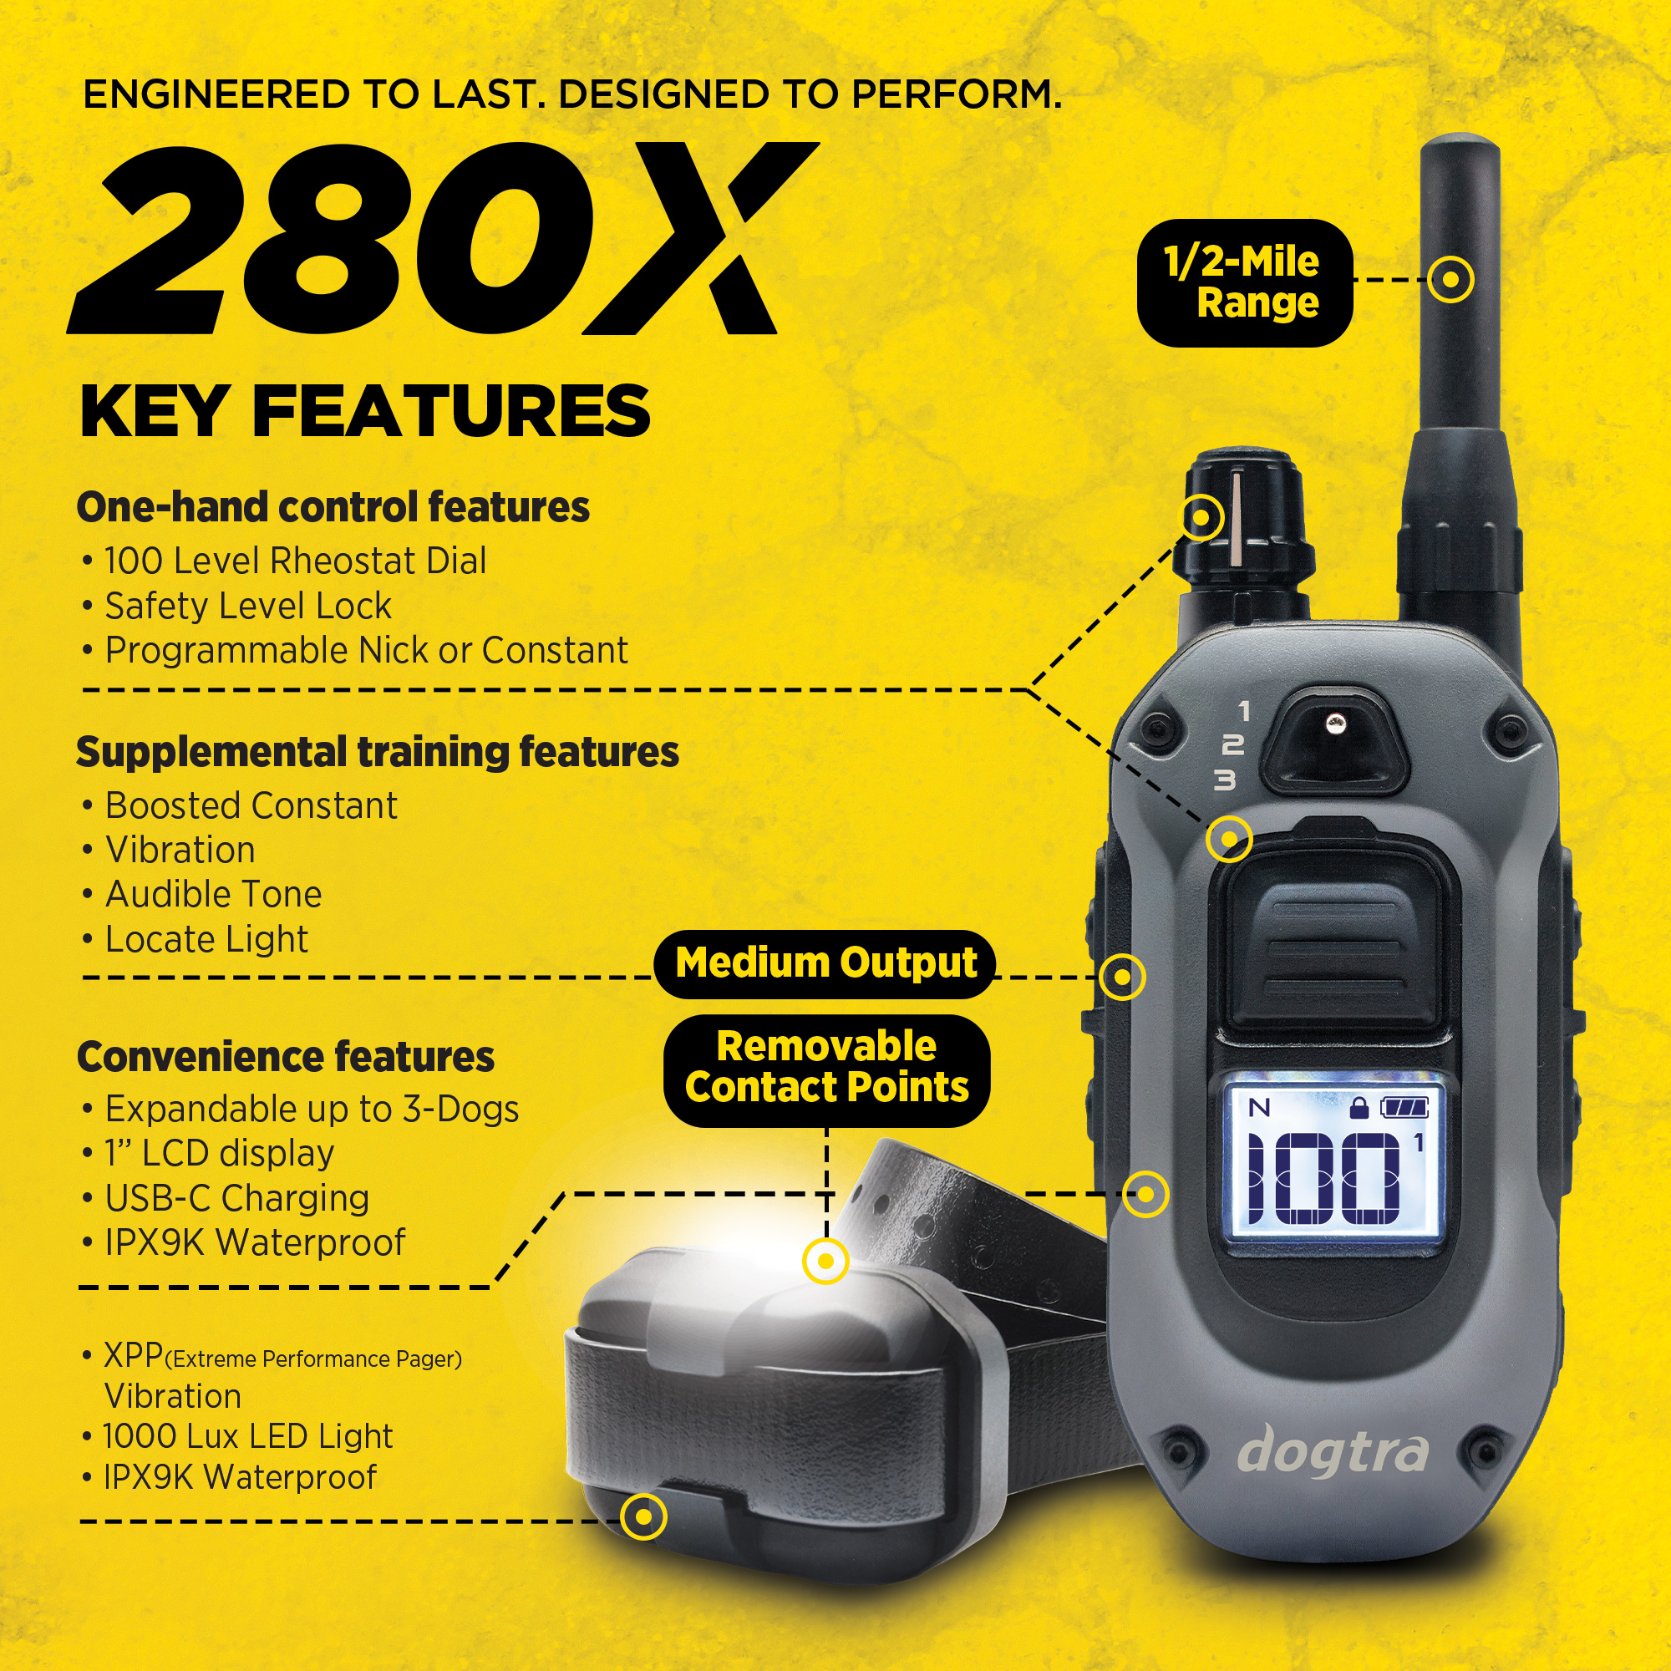 ENGINEERED TO LAST. DESIGNED TO PERFORM.
280X
KEY FEATURES
One-hand control features
• 100 Level Rheostat Dial
• Safety Level Lock
• Programmable Nick or Constant
Supplemental training features
• Boosted Constant
• Vibration
• Audible Tone
• Locate Light
Convenience features
• Expandable up to 3-Dogs
• 1” LCD display
• USB-C Charging
• IPX9K Waterproof
• XPP(Extreme Performance Pager)
Vibration
• 1000 Lux LED Light
• IPX9K Waterproof
Medium Output
Removable
Contact Points
1/2-Mile
Range
1
2
3
N
100 1
dogtra